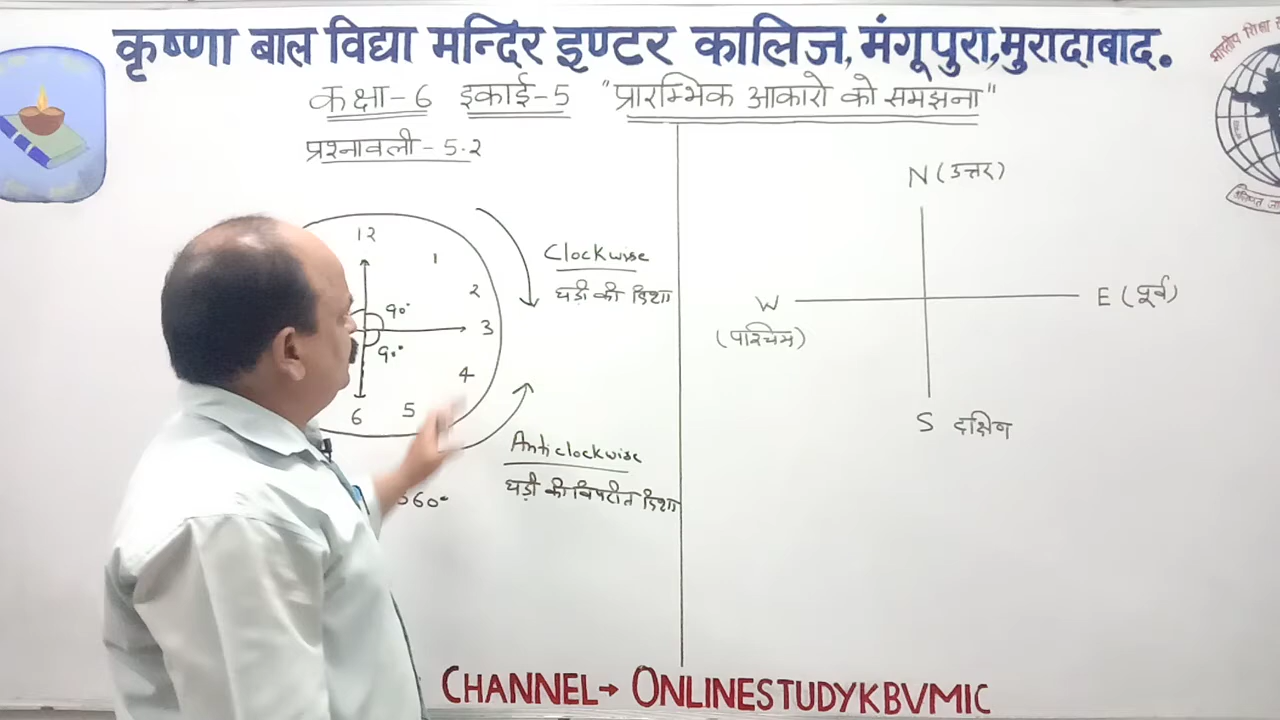 कृष्णा बाल विद्या मन्दिर इण्टर कालिज, मंगूपुरा, मुरादाबाद.
कक्षा-6 इकाई-5 "प्रारम्भिक आकारो को समझना"
प्रश्नावली - 5.2
12
1
2
3
4
5
6
90°
90°
360°
Clockwise
घड़ी की दिशा
Anticlockwise
घड़ी की विपरीत दिशा
N (उत्तर)
W
(पश्चिम)
E (पूर्व)
S दक्षिण
भारतीय शिक्षा
CHANNEL→ ONLINESTUDYKBVMIC